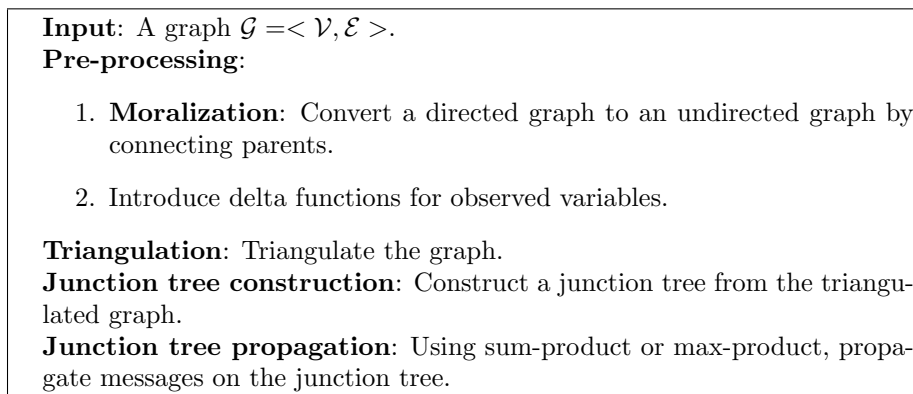 Input: A graph 𝒢 =< 𝒱, ℰ >.
Pre-processing:
1. Moralization: Convert a directed graph to an undirected graph by
connecting parents.
2. Introduce delta functions for observed variables.
Triangulation: Triangulate the graph.
Junction tree construction: Construct a junction tree from the triangu-
lated graph.
Junction tree propagation: Using sum-product or max-product, propa-
gate messages on the junction tree.